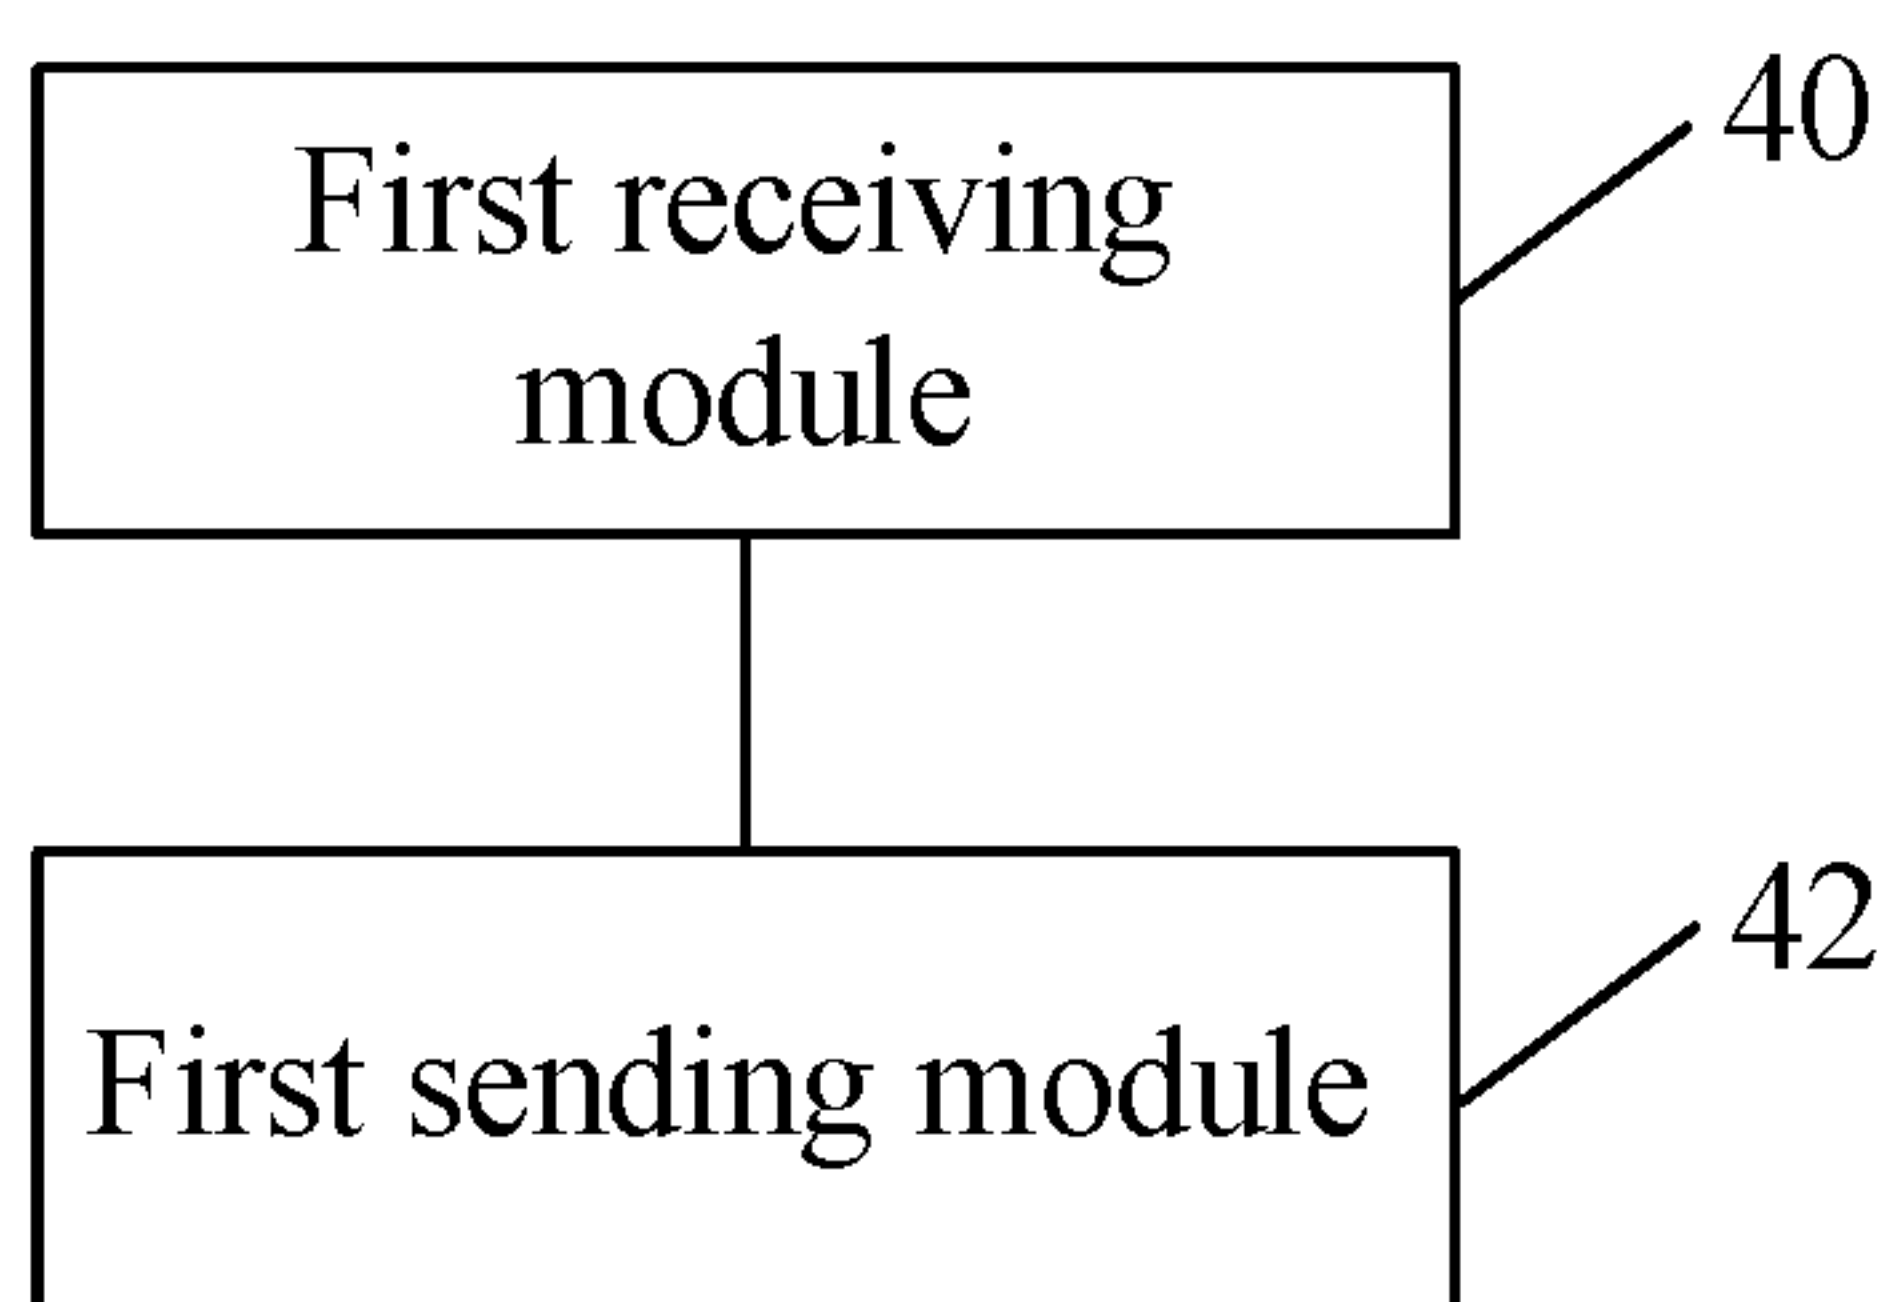 First receiving
module
40
First sending module
42